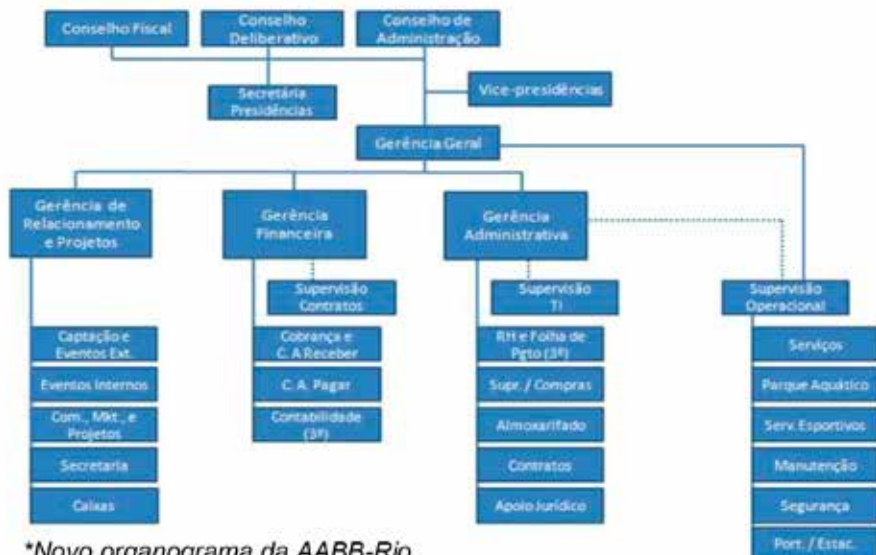 Conselho Fiscal
Conselho
Deliberativo
Conselho de
Administração
Secretária
Presidências
Vice-presidências
Gerência Geral
Gerência de
Relacionamento
e Projetos
Gerência
Financeira
Gerência
Administrativa
Supervisão
Contratos
Supervisão
TI
Supervisão
Operacional
Captação e
Eventos Ext.
Eventos Internos
Com., Mkt., e
Projetos
Secretaria
Caixas
Cobrança e
C. A Receber
C. A. Pagar
Contabilidade
(3º)
RH e Folha de
Pgto (3º)
Supr. / Compras
Almoxarifado
Contratos
Apoio Jurídico
Serviços
Parque Aquático
Serv. Esportivos
Manutenção
Segurança
Port. / Estac.
*Novo organograma da AABB-Rio